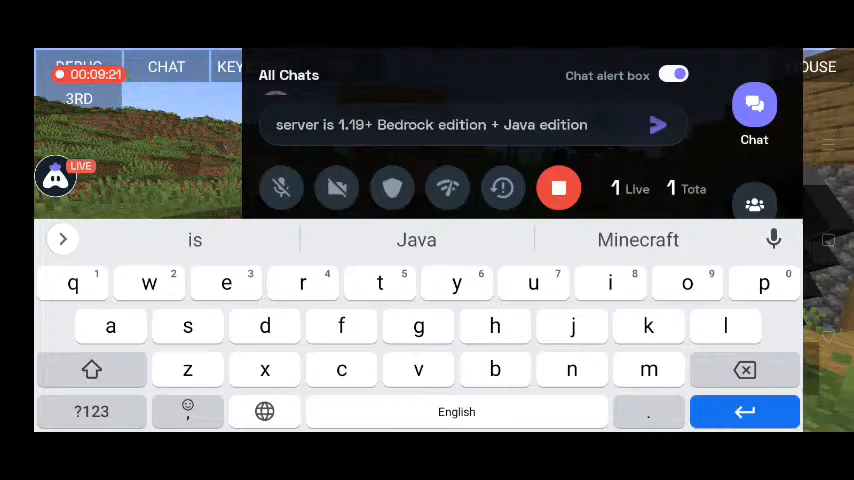 DEBUG CHAT KEY
00:09:21
3RD
LIVE
All Chats
Chat alert box
server is 1.19+ Bedrock edition + Java edition
Chat
1 Live 1 Tota
OUSE
is Java Minecraft
q 1 w 2 e 3 r 4 t 5 y 6 u 7 i 8 o 9 p 0
a s d f g h j k l
z x c v b n m
?123 , English .